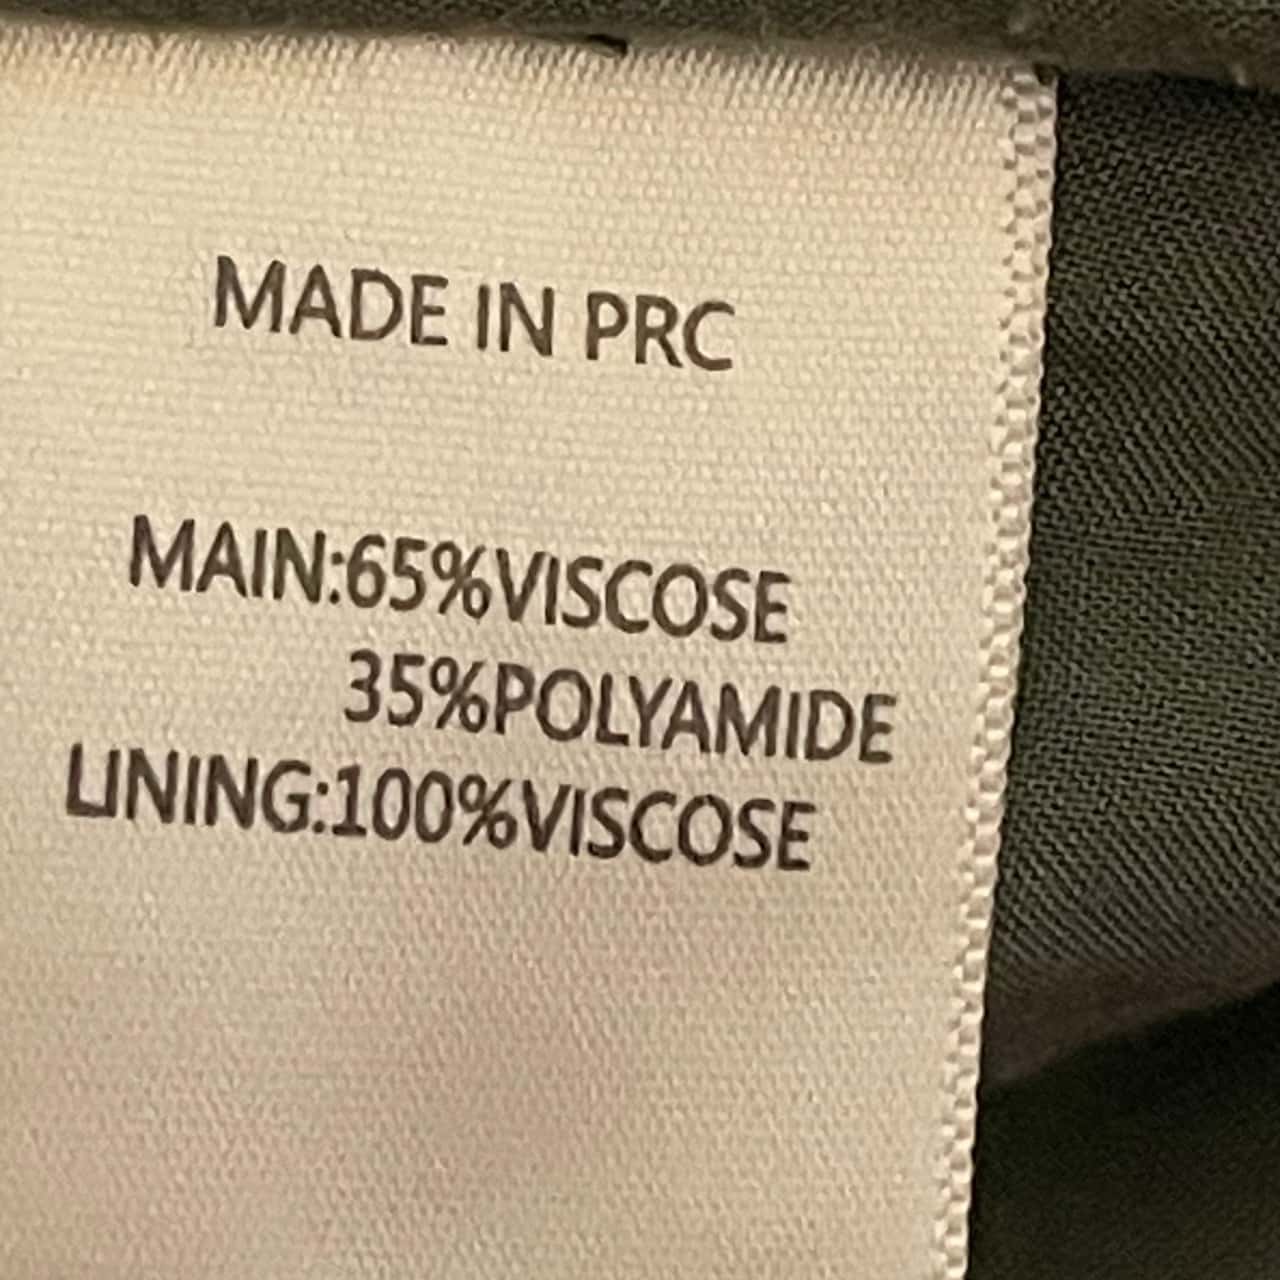 MADE IN PRC
MAIN:65%VISCOSE
35%POLYAMIDE
LINING:100%VISCOSE